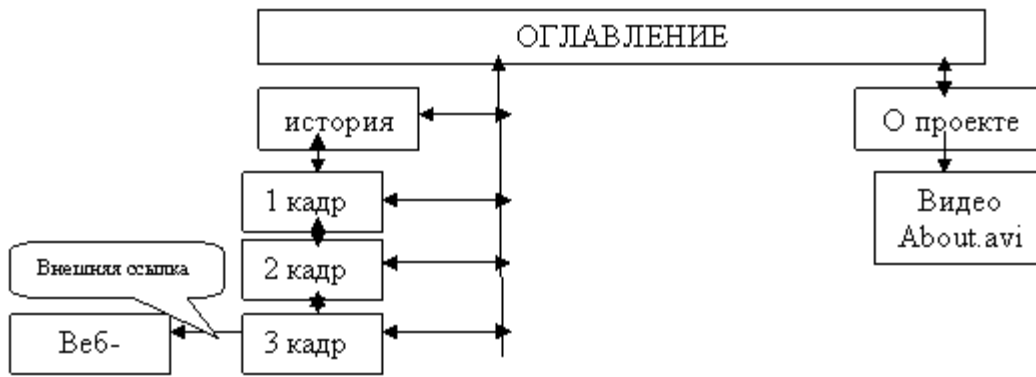 ОГЛАВЛЕНИЕ
история
О проекте
1 кадр
Видео
About.avi
2 кадр
Внешняя ссылка
3 кадр
Веб-